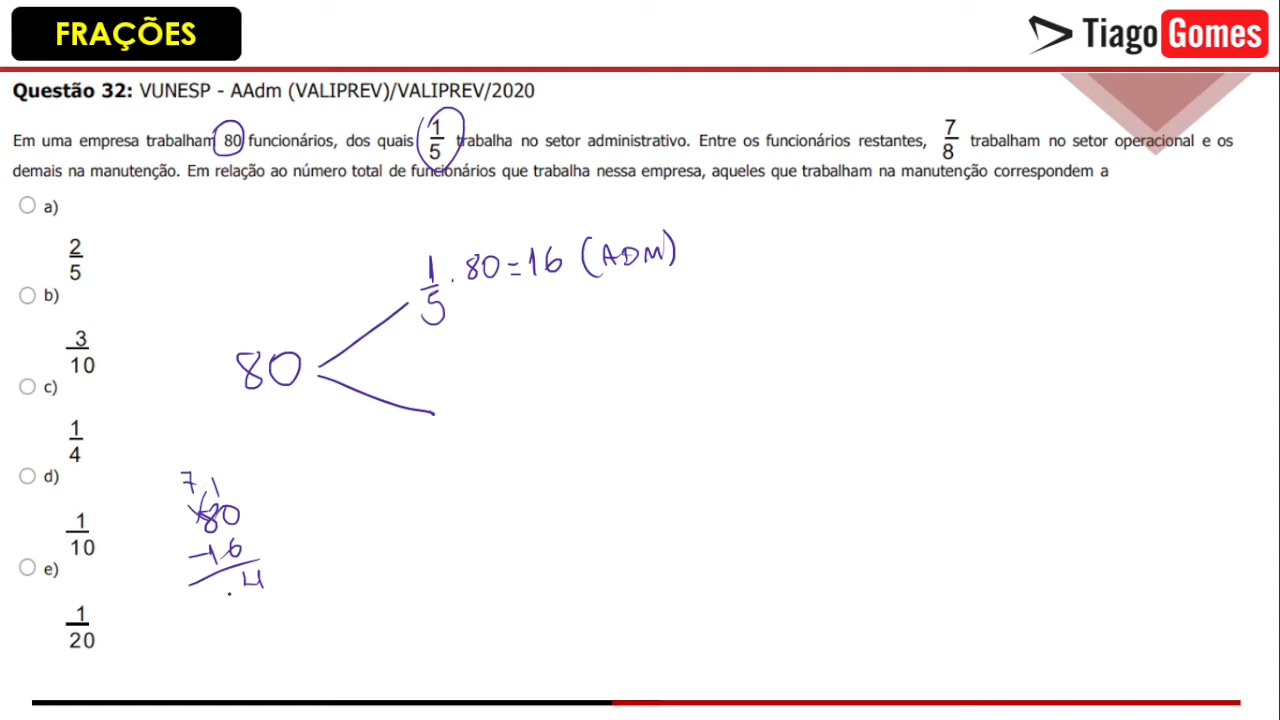 FRAÇÕES
Tiago Gomes
Questão 32: VUNESP - AAdm (VALIPREV)/VALIPREV/2020
Em uma empresa trabalham 80 funcionários, dos quais 1/5 trabalha no setor administrativo. Entre os funcionários restantes, 7/8 trabalham no setor operacional e os
demais na manutenção. Em relação ao número total de funcionários que trabalha nessa empresa, aqueles que trabalham na manutenção correspondem a
a)
2/5
b)
3/10
c)
1/4
d)
1/10
e)
1/20
1/5 . 80 = 16 (ADM)
80
7 1
80
-16
4